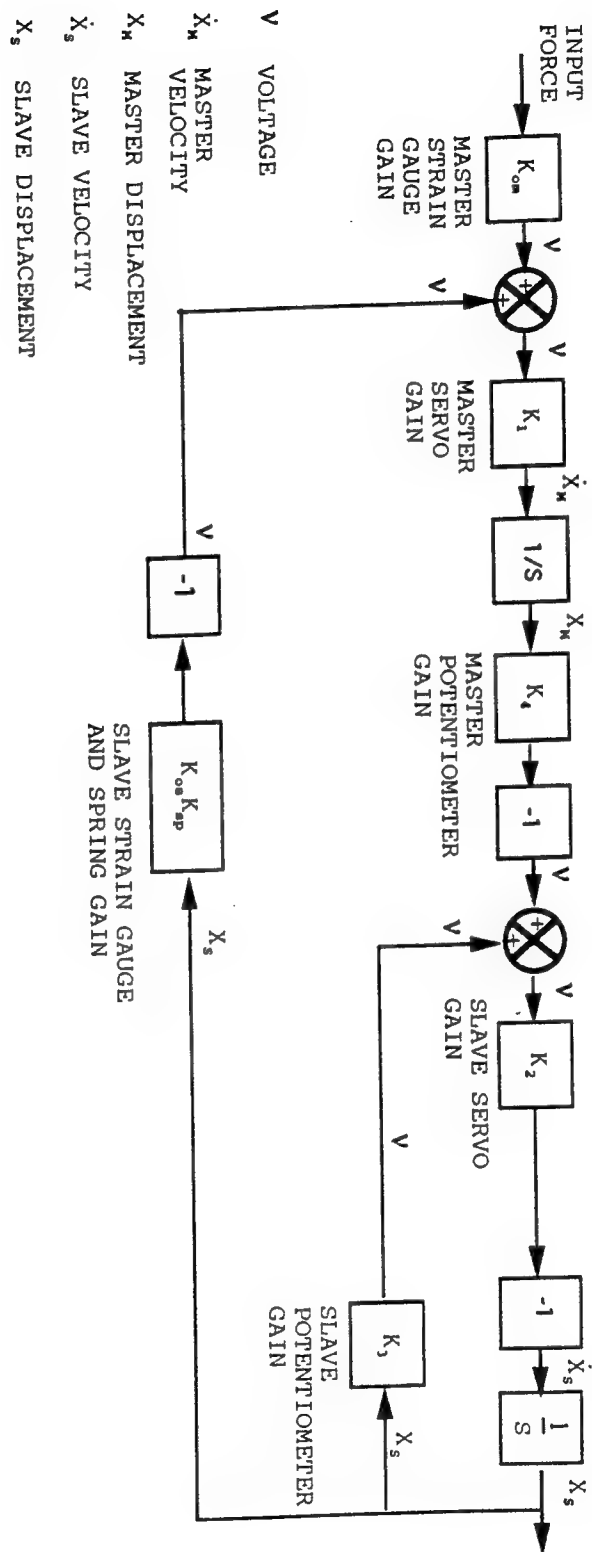 INPUT
FORCE
K_om
MASTER
STRAIN
GAUGE
GAIN
V
+
+
V
V
K_1
MASTER
SERVO
GAIN
Ẋ_M
1/S
X_M
K_4
MASTER
POTENTIOMETER
GAIN
-1
V
+
+
V
V
K_2
SLAVE SERVO
GAIN
-1
Ẋ_S
1
S
X_S
V
K_3
SLAVE
POTENTIOMETER
GAIN
X_S
V
-1
K_os K_sp
SLAVE STRAIN GAUGE
AND SPRING GAIN
X_S
V VOLTAGE
Ẋ_M MASTER
VELOCITY
X_M MASTER DISPLACEMENT
Ẋ_S SLAVE VELOCITY
X_S SLAVE DISPLACEMENT